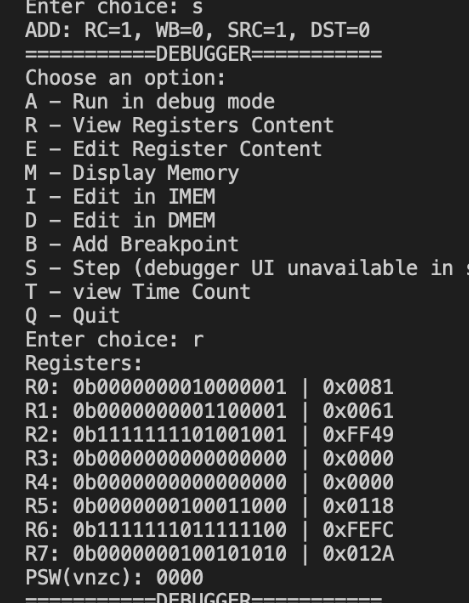 Enter choice: s
ADD: RC=1, WB=0, SRC=1, DST=0
===========DEBUGGER===========
Choose an option:
A – Run in debug mode
R – View Registers Content
E – Edit Register Content
M – Display Memory
I – Edit in IMEM
D – Edit in DMEM
B – Add Breakpoint
S – Step (debugger UI unavailable in
T – view Time Count
Q – Quit
Enter choice: r
Registers:
R0: 0b0000000010000001 | 0x0081
R1: 0b0000000001100001 | 0x0061
R2: 0b1111111101001001 | 0xFF49
R3: 0b0000000000000000 | 0x0000
R4: 0b0000000000000000 | 0x0000
R5: 0b0000000100011000 | 0x0118
R6: 0b1111111011111100 | 0xFEFC
R7: 0b0000000100101010 | 0x012A
PSW(vnzc): 0000
===========DEBUGGER===========